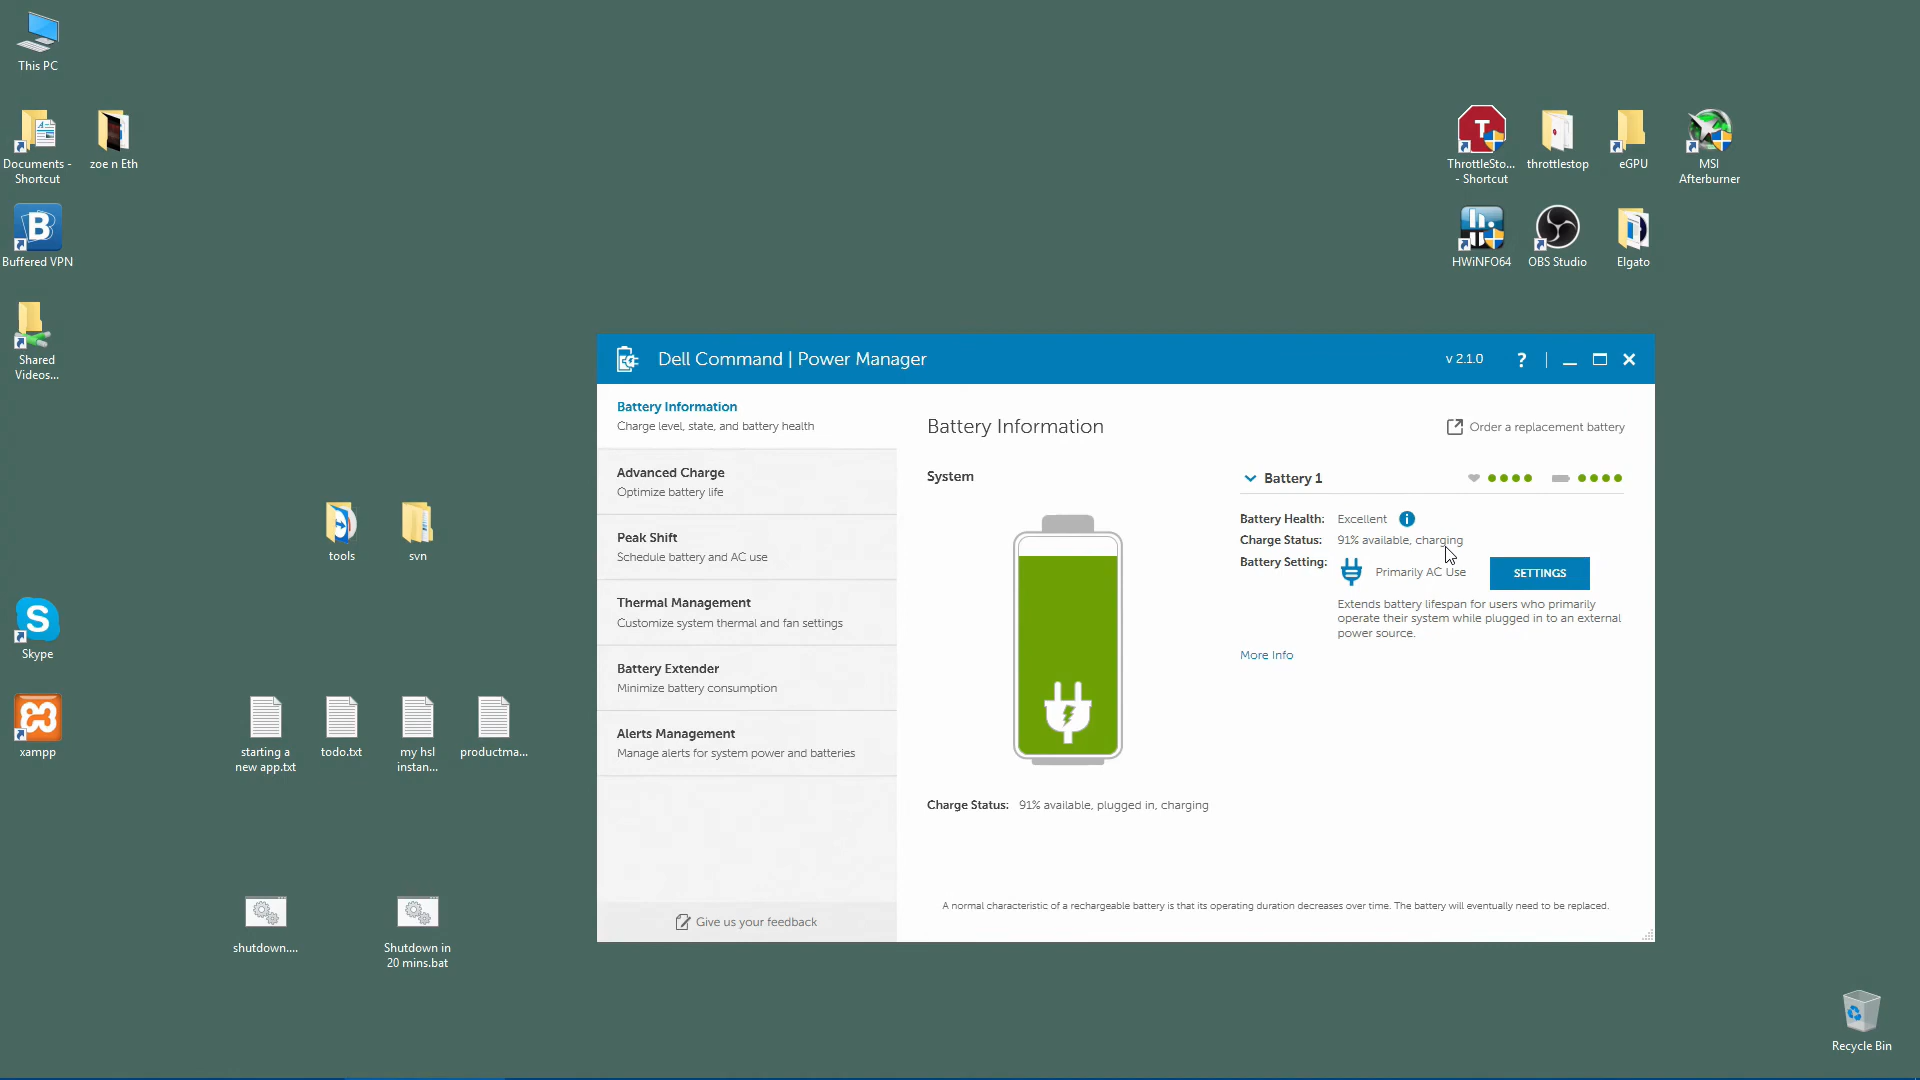 This PC
Documents -
Shortcut
zoe n Eth
Buffered VPN
Shared
Videos...
tools
svn
Skype
xampp
starting a
new app.txt
todo.txt
my hsl
instan...
productma...
shutdown....
Shutdown in
20 mins.bat
ThrottleSto...
- Shortcut
throttlestop
eGPU
MSI
Afterburner
HWiNFO64
OBS Studio
Elgato
Dell Command | Power Manager
v 2.1.0
?
Battery Information
Charge level, state, and battery health
Advanced Charge
Optimize battery life
Peak Shift
Schedule battery and AC use
Thermal Management
Customize system thermal and fan settings
Battery Extender
Minimize battery consumption
Alerts Management
Manage alerts for system power and batteries
Give us your feedback
Battery Information
Order a replacement battery
System
Charge Status: 91% available, plugged in, charging
Battery 1
Battery Health: Excellent
Charge Status: 91% available, charging
Battery Setting: Primarily AC Use
SETTINGS
Extends battery lifespan for users who primarily
operate their system while plugged in to an external
power source.
More Info
A normal characteristic of a rechargeable battery is that its operating duration decreases over time. The battery will eventually need to be replaced.
Recycle Bin